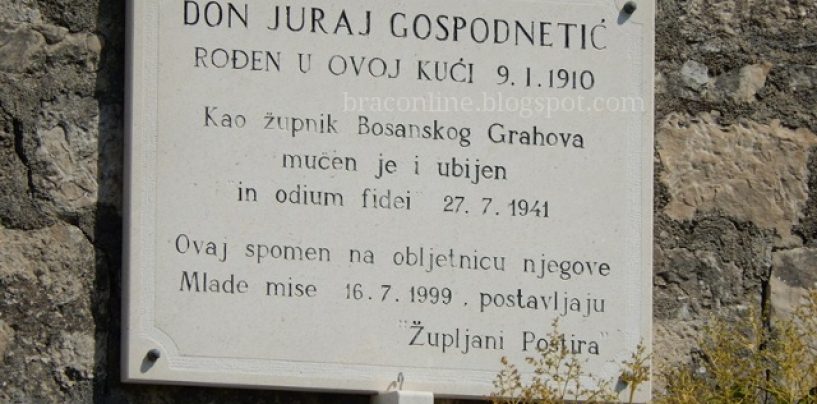 DON JURAJ GOSPODNETIĆ
ROĐEN U OVOJ KUĆI 9.1.1910
braconline.blogspot.com
Kao župnik Bosanskog Grahova
mučen je i ubijen
in odium fidei 27.7.1941
Ovaj spomen na obljetnicu njegove
Mlade mise 16.7.1999. postavljaju
"Župljani Postira"